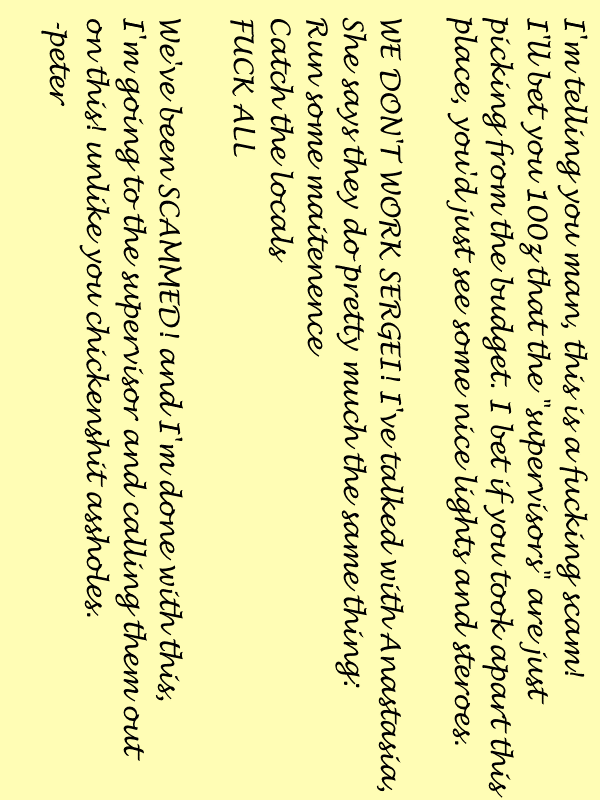 I'm telling you man, this is a fucking scam!
I'll bet you 100z that the "supervisors" are just
picking from the budget. I bet if you took apart this
place, you'd just see some nice lights and steroes.
WE DON'T WORK SERGEI! I've talked with Anastasia,
She says they do pretty much the same thing:
Run some maitenence
Catch the locals
FUCK ALL
We've been SCAMMED! and I'm done with this,
I'm going to the supervisor and calling them out
on this! unlike you chickenshit assholes.
-peter